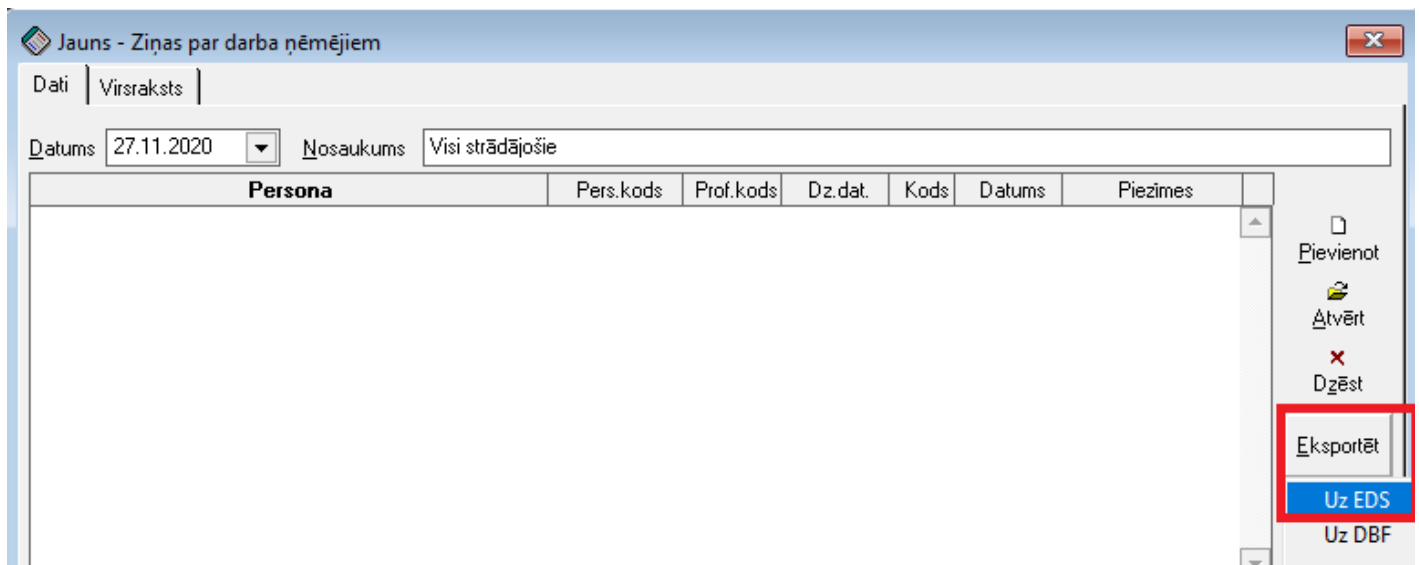 Jauns - Ziņas par darba ņēmējiem
Dati Virsraksts
Datums 27.11.2020 Nosaukums Visi strādājošie
Persona Pers.kods Prof.kods Dz.dat. Kods Datums Piezīmes
Pievienot
Atvērt
Dzēst
Eksportēt
Uz EDS
Uz DBF